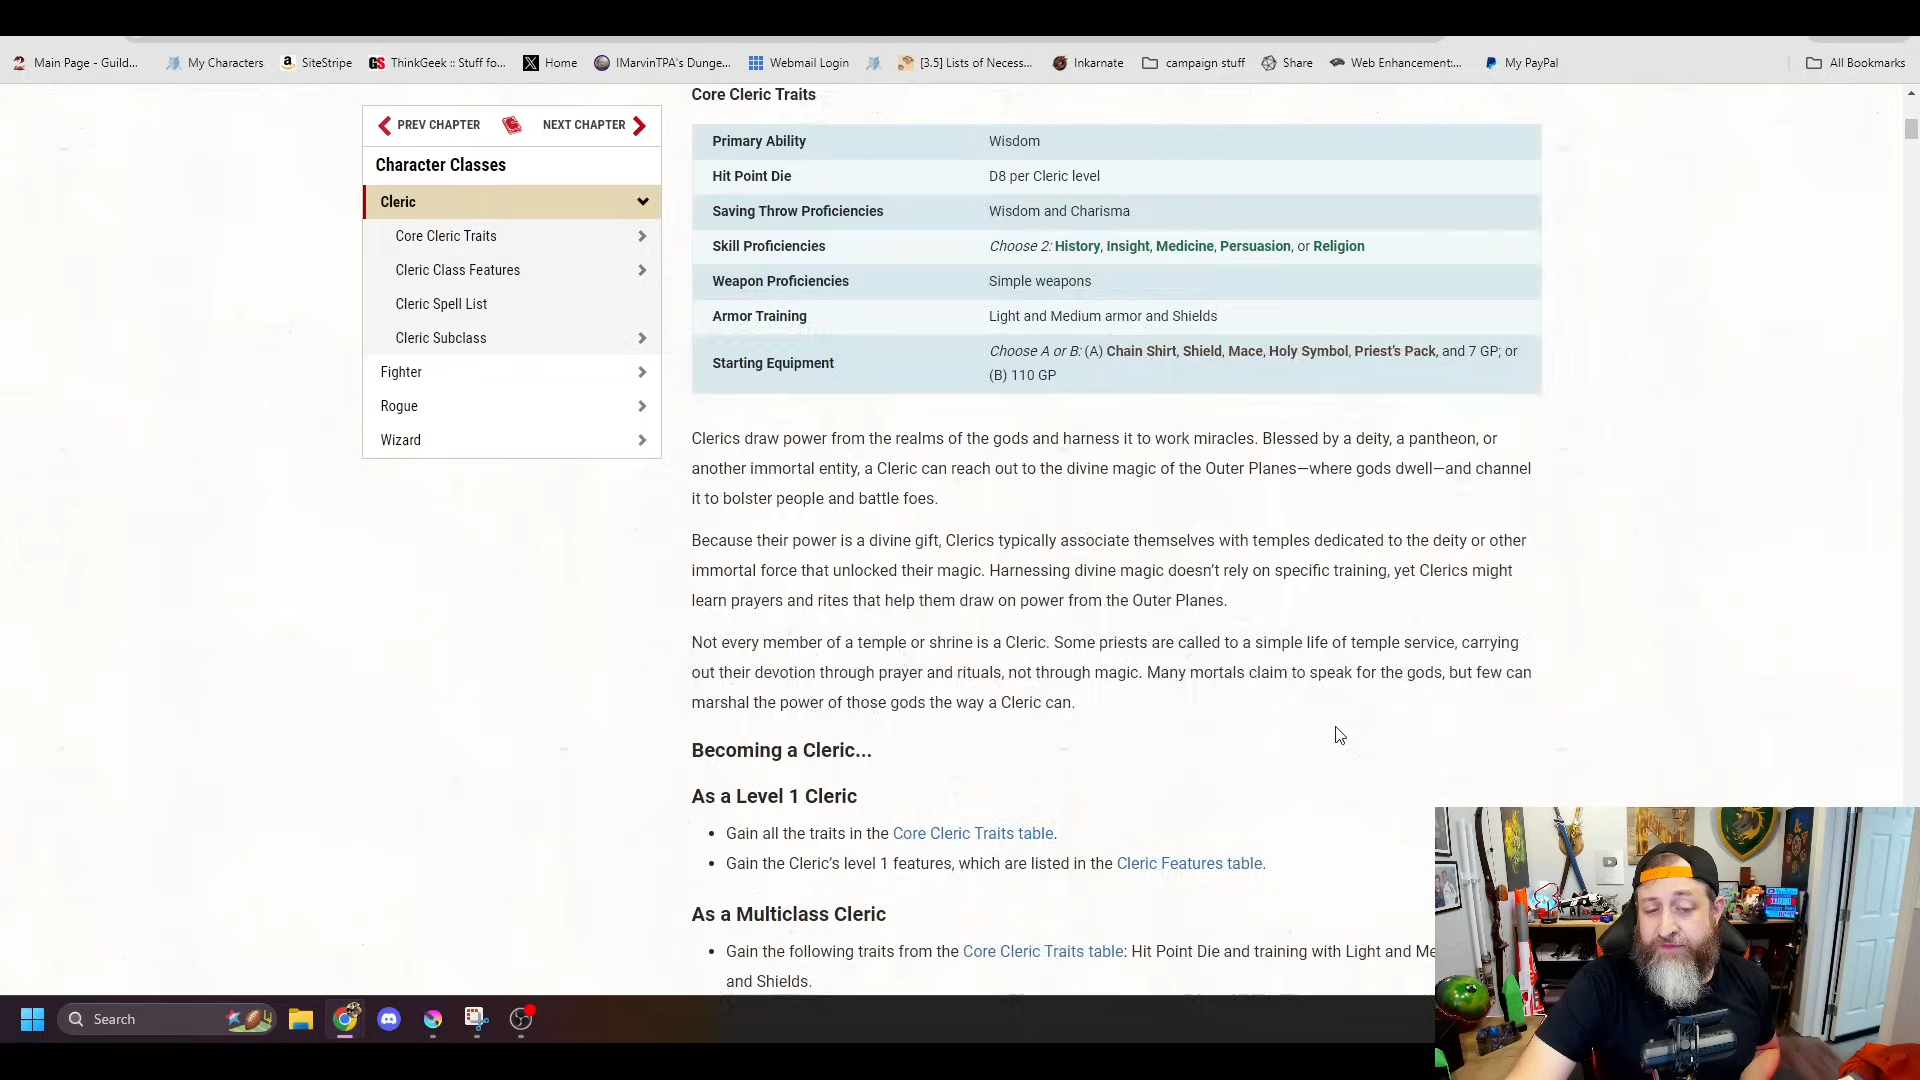 Main Page - Guild...
My Characters
SiteStripe
ThinkGeek :: Stuff fo...
Home
IMarvinTPA's Dunge...
Webmail Login
[3.5] Lists of Necess...
Inkarnate
campaign stuff
Share
Web Enhancement:...
My PayPal
All Bookmarks
PREV CHAPTER
NEXT CHAPTER
Character Classes
Cleric
Core Cleric Traits
Cleric Class Features
Cleric Spell List
Cleric Subclass
Fighter
Rogue
Wizard
Core Cleric Traits
Primary Ability Wisdom
Hit Point Die D8 per Cleric level
Saving Throw Proficiencies Wisdom and Charisma
Skill Proficiencies Choose 2: History, Insight, Medicine, Persuasion, or Religion
Weapon Proficiencies Simple weapons
Armor Training Light and Medium armor and Shields
Starting Equipment Choose A or B: (A) Chain Shirt, Shield, Mace, Holy Symbol, Priest's Pack, and 7 GP; or
(B) 110 GP
Clerics draw power from the realms of the gods and harness it to work miracles. Blessed by a deity, a pantheon, or
another immortal entity, a Cleric can reach out to the divine magic of the Outer Planes—where gods dwell—and channel
it to bolster people and battle foes.
Because their power is a divine gift, Clerics typically associate themselves with temples dedicated to the deity or other
immortal force that unlocked their magic. Harnessing divine magic doesn't rely on specific training, yet Clerics might
learn prayers and rites that help them draw on power from the Outer Planes.
Not every member of a temple or shrine is a Cleric. Some priests are called to a simple life of temple service, carrying
out their devotion through prayer and rituals, not through magic. Many mortals claim to speak for the gods, but few can
marshal the power of those gods the way a Cleric can.
Becoming a Cleric...
As a Level 1 Cleric
• Gain all the traits in the Core Cleric Traits table.
• Gain the Cleric's level 1 features, which are listed in the Cleric Features table.
As a Multiclass Cleric
• Gain the following traits from the Core Cleric Traits table: Hit Point Die and training with Light and Me
and Shields.
Search